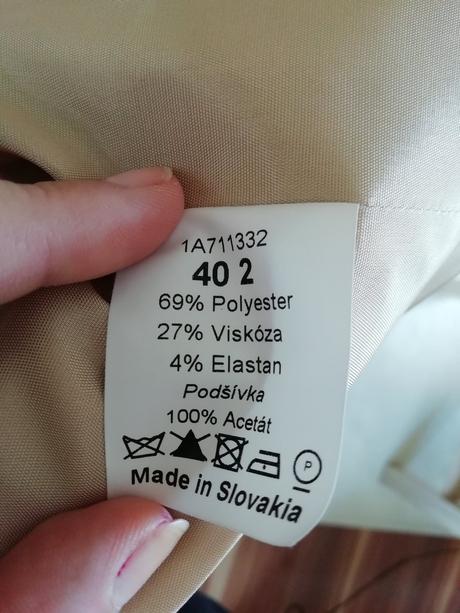 1A711332
40 2
69% Polyester
27% Viskóza
4% Elastan
Podšívka
100% Acetát
P
Made in Slovakia